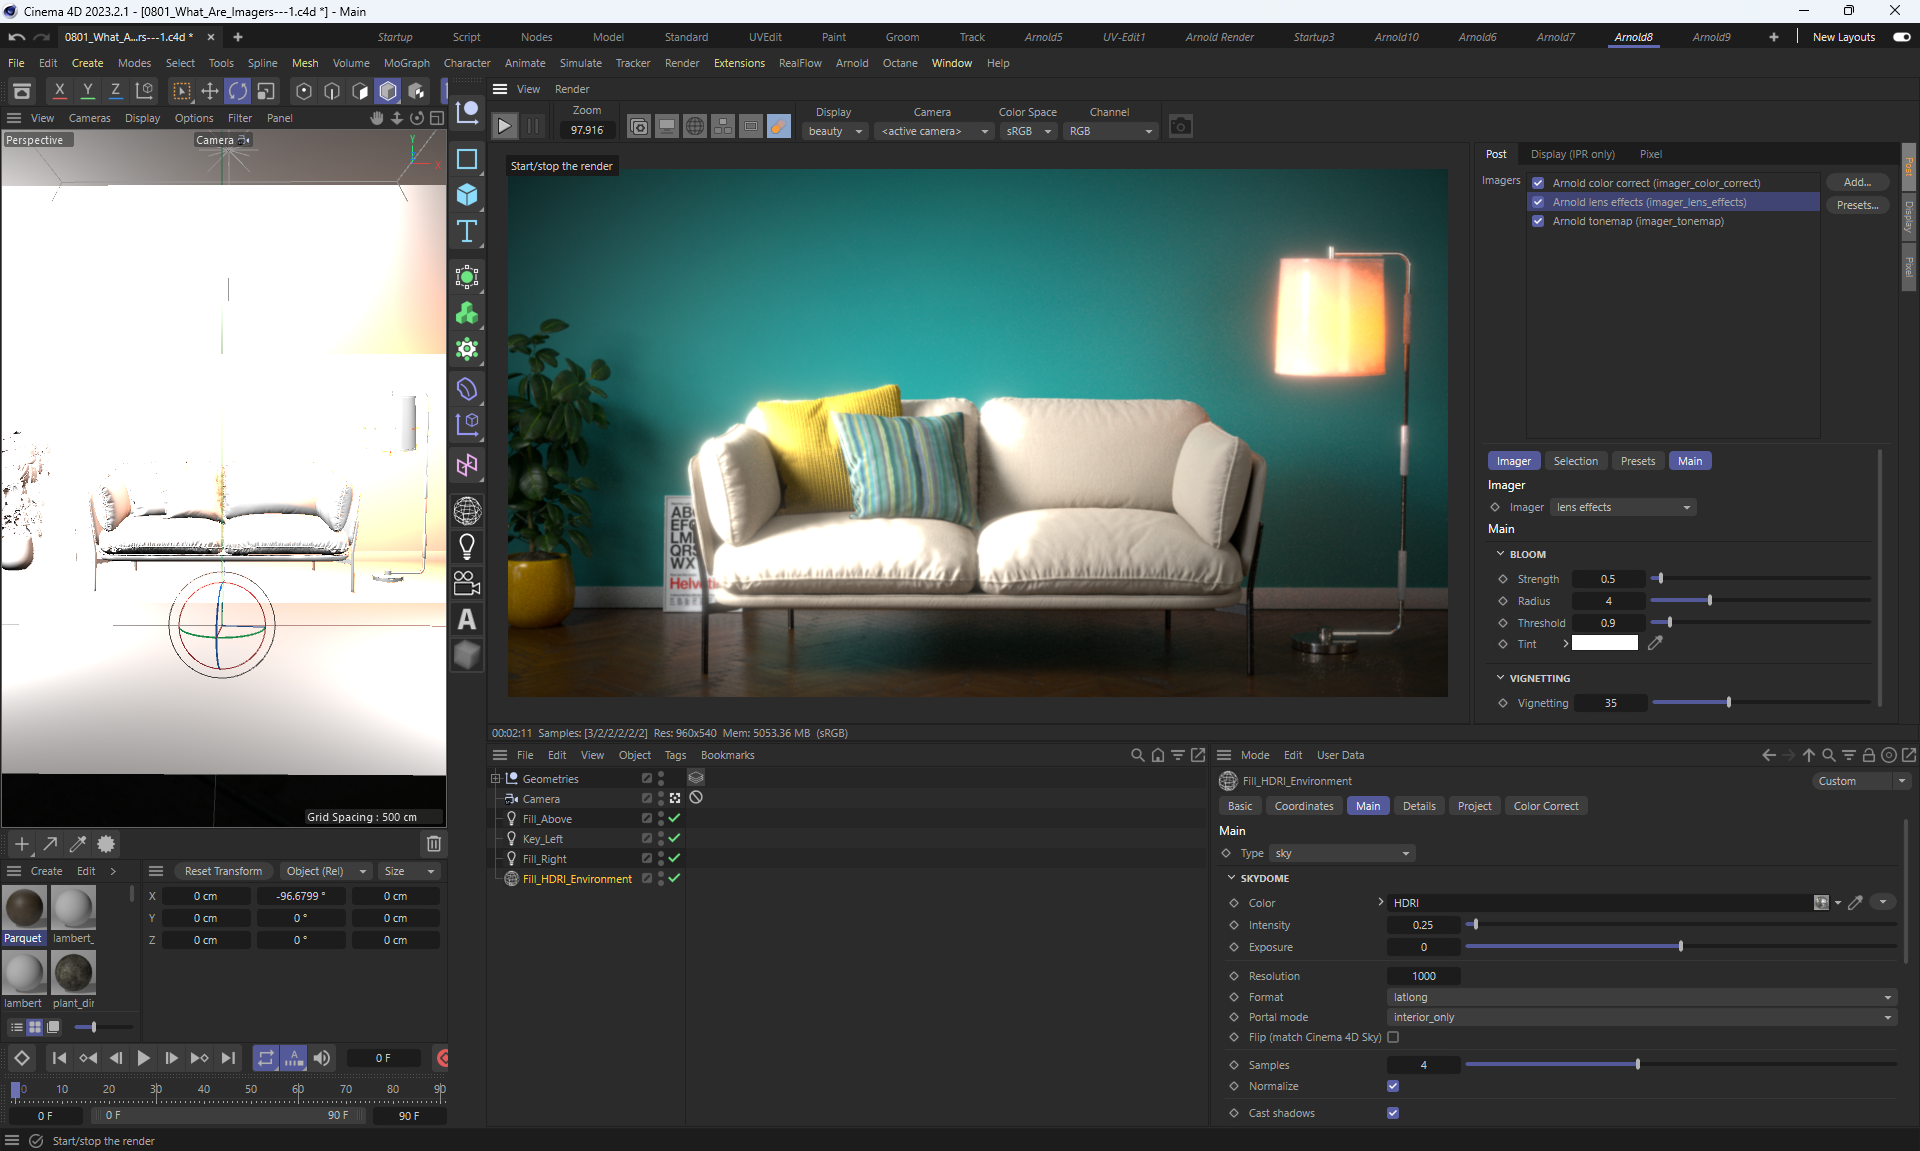 Cinema 4D 2023.2.1 - [0801_What_Are_Imagers---1.c4d *] - Main
0801_What_A...rs---1.c4d *
Startup Script Nodes Model Standard UVEdit Paint Groom Track Arnold5 UV-Edit1 Arnold Render Startup3 Arnold10 Arnold6 Arnold7 Arnold8 Arnold9 New Layouts
File Edit Create Modes Select Tools Spline Mesh Volume MoGraph Character Animate Simulate Tracker Render Extensions RealFlow Arnold Octane Window Help
X Y Z
View Render
View Cameras Display Options Filter Panel
Zoom
97.916
Display
beauty
Camera
<active camera>
Color Space
sRGB
Channel
RGB
Perspective
Camera
Y
X
Start/stop the render
Post Display (IPR only) Pixel
Imagers
Arnold color correct (imager_color_correct)
Arnold lens effects (imager_lens_effects)
Arnold tonemap (imager_tonemap)
Add...
Presets...
Post
Display
Pixel
Imager Selection Presets Main
Imager
Imager lens effects
Main
BLOOM
Strength 0.5
Radius 4
Threshold 0.9
Tint
VIGNETTING
Vignetting 35
Grid Spacing : 500 cm
00:02:11 Samples: [3/2/2/2/2/2] Res: 960x540 Mem: 5053.36 MB (sRGB)
File Edit View Object Tags Bookmarks
Geometries
Camera
Fill_Above
Key_Left
Fill_Right
Fill_HDRI_Environment
Mode Edit User Data
Fill_HDRI_Environment
Custom
Basic Coordinates Main Details Project Color Correct
Main
Type sky
SKYDOME
Color HDRI
Intensity 0.25
Exposure 0
Resolution 1000
Format latlong
Portal mode interior_only
Flip (match Cinema 4D Sky)
Samples 4
Normalize
Cast shadows
Create Edit
Parquet lambert_
lambert plant_dir
Reset Transform Object (Rel) Size
X 0 cm -96.6799 ° 0 cm
Y 0 cm 0 ° 0 cm
Z 0 cm 0 ° 0 cm
0 F
0 10 20 30 40 50 60 70 80 90
0 F 0 F 90 F 90 F
Start/stop the render